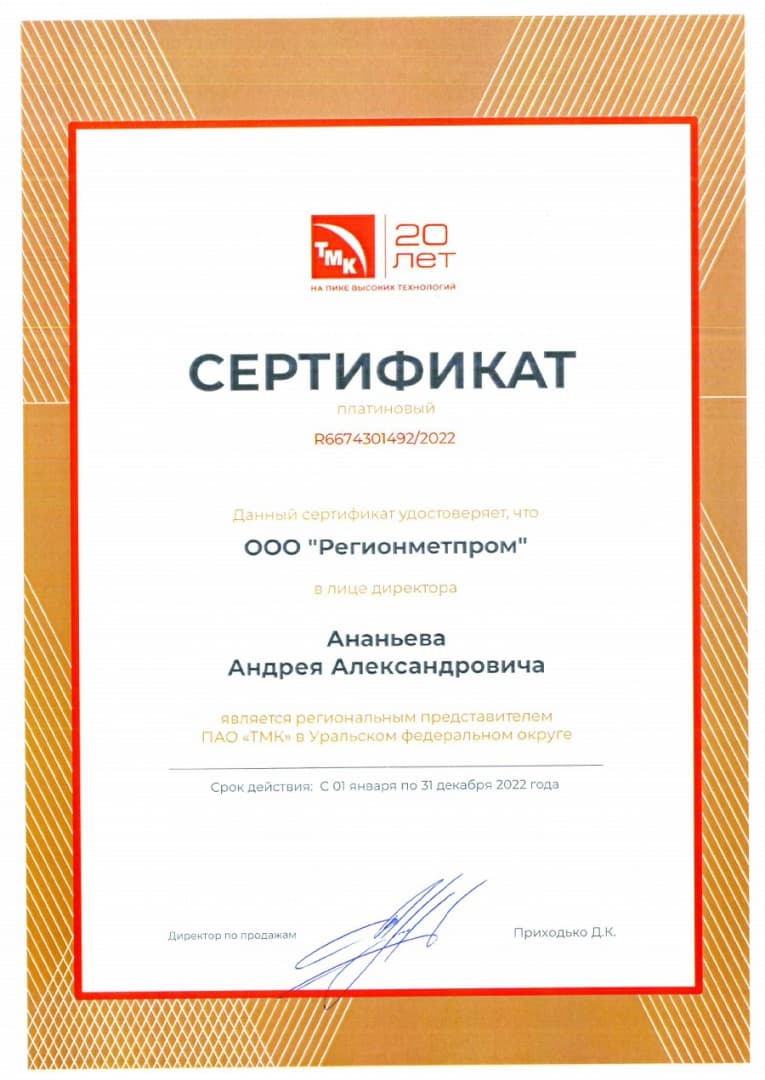 ТМК
20
лет
НА ПИКЕ ВЫСОКИХ ТЕХНОЛОГИЙ
СЕРТИФИКАТ
платиновый
R6674301492/2022
Данный сертификат удостоверяет, что
ООО "Регионметпром"
в лице директора
Ананьева
Андрея Александровича
является региональным представителем
ПАО «ТМК» в Уральском федеральном округе
Срок действия: С 01 января по 31 декабря 2022 года
Директор по продажам
Приходько Д.К.